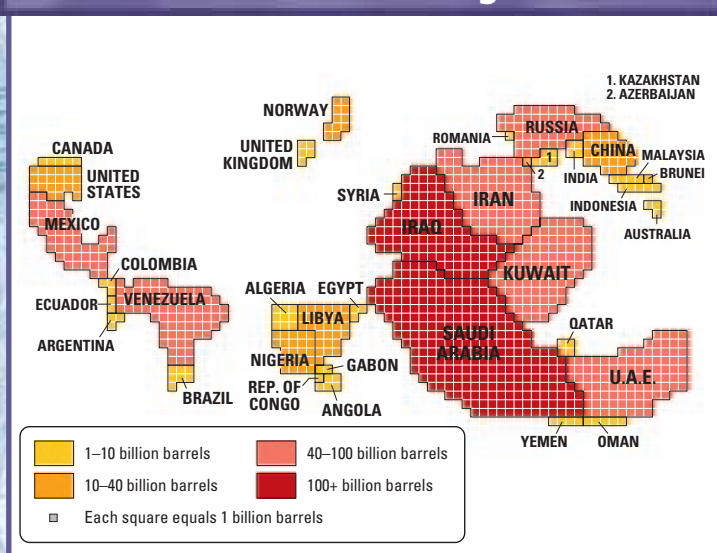 1. KAZAKHSTAN
2. AZERBAIJAN
NORWAY
RUSSIA
ROMANIA
CANADA
UNITED
KINGDOM
CHINA
MALAYSIA
1
BRUNEI
UNITED
STATES
2
INDIA
SYRIA
IRAN
INDONESIA
MEXICO
IRAQ
AUSTRALIA
COLOMBIA
KUWAIT
ALGERIA
EGYPT
ECUADOR
VENEZUELA
LIBYA
QATAR
SAUDI
ARABIA
ARGENTINA
NIGERIA
GABON
U.A.E.
REP. OF
CONGO
BRAZIL
ANGOLA
YEMEN
OMAN
1–10 billion barrels
40–100 billion barrels
10–40 billion barrels
100+ billion barrels
Each square equals 1 billion barrels